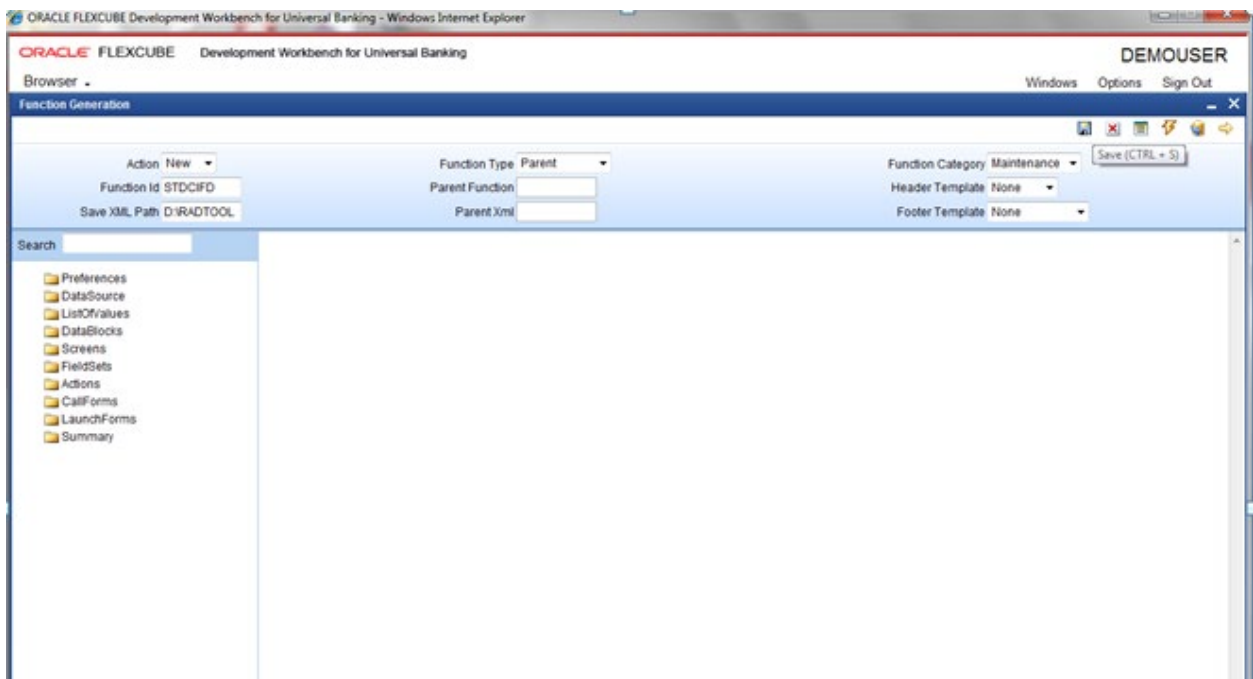 ORACLE FLEXCUBE Development Workbench for Universal Banking - Windows Internet Explorer
ORACLE FLEXCUBE Development Workbench for Universal Banking DEMOUSER
Browser Windows Options Sign Out
Function Generation
Action New Function Type Parent Function Category Maintenance Save (CTRL + S)
Function Id STDCIFD Parent Function Header Template None
Save XML Path D:\RADTOOL Parent Xml Footer Template None
Search
Preferences
DataSource
ListOfValues
DataBlocks
Screens
FieldSets
Actions
CallForms
LaunchForms
Summary